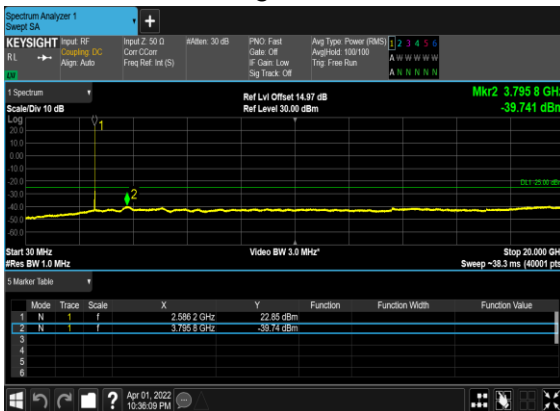 Spectrum Analyzer 1
Swept SA
+
KEYSIGHT Input: RF Input Z: 50 Ω #Atten: 30 dB PNO: Fast Avg Type: Power (RMS) 1 2 3 4 5 6
RL Coupling: DC Corr CCorr Gate: Off Avg|Hold: 100/100 A W W W W W
Align: Auto Freq Ref: Int (S) IF Gain: Low Trig: Free Run
LV Sig Track: Off A N N N N N
1 Spectrum Ref Lvl Offset 14.97 dB Mkr2 3.795 8 GHz
Scale/Div 10 dB Ref Level 30.00 dBm -39.741 dBm
Log
20.0 1
10.0
0.00
-10.0
-20.0 DL1 -25.00 dBm
-30.0
-40.0 2
-50.0
-60.0
Start 30 MHz Video BW 3.0 MHz* Stop 20.000 GH
#Res BW 1.0 MHz Sweep ~38.3 ms (40001 pts
5 Marker Table
Mode Trace Scale X Y Function Function Width Function Value
1 N 1 f 2.586 2 GHz 22.85 dBm
2 N 1 f 3.795 8 GHz -39.74 dBm
3
4
5
6
? Apr 01, 2022
10:36:09 PM